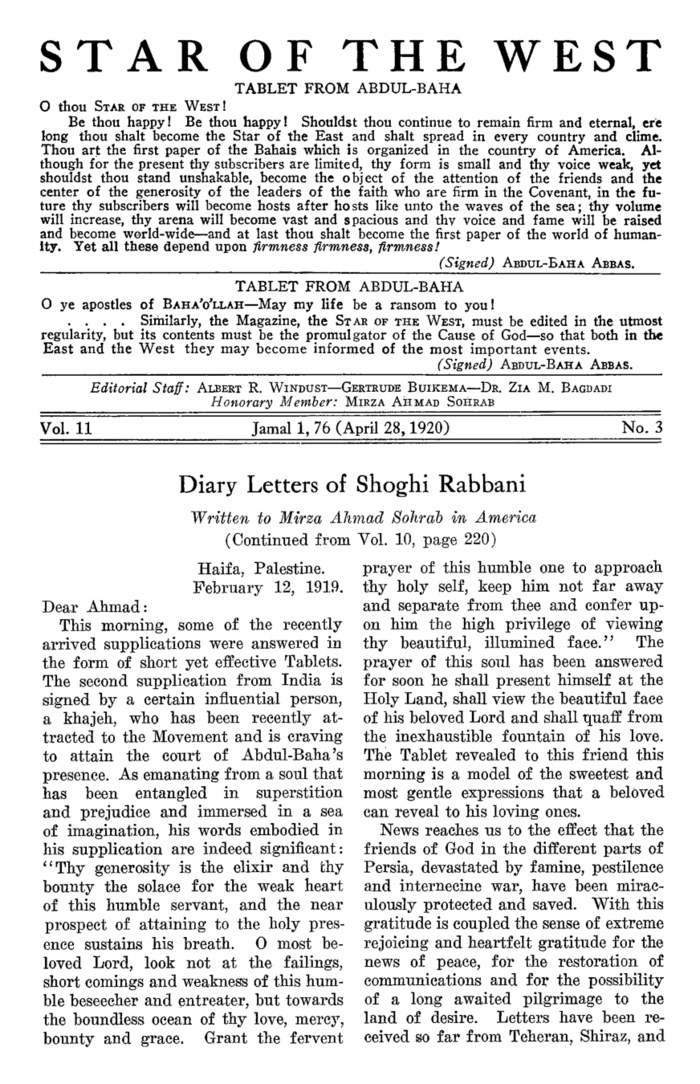 STAR OF THE WEST
TABLET FROM ABDUL-BAHA
O thou STAR OF THE WEST!
Be thou happy! Be thou happy! Shouldst thou continue to remain firm and eternal, ere
long thou shalt become the Star of the East and shalt spread in every country and clime.
Thou art the first paper of the Bahais which is organized in the country of America. Al-
though for the present thy subscribers are limited, thy form is small and thy voice weak, yet
shouldst thou stand unshakable, become the object of the attention of the friends and the
center of the generosity of the leaders of the faith who are firm in the Covenant, in the fu-
ture thy subscribers will become hosts after hosts like unto the waves of the sea; thy volume
will increase, thy arena will become vast and spacious and thy voice and fame will be raised
and become world-wide—and at last thou shalt become the first paper of the world of human-
ity. Yet all these depend upon firmness firmness, firmness!
(Signed) ABDUL-BAHA ABBAS.
TABLET FROM ABDUL-BAHA
O ye apostles of BAHA'O'LLAH—May my life be a ransom to you!
. . . . Similarly, the Magazine, the STAR OF THE WEST, must be edited in the utmost
regularity, but its contents must be the promulgator of the Cause of God—so that both in the
East and the West they may become informed of the most important events.
(Signed) ABDUL-BAHA ABBAS.
Editorial Staff: ALBERT R. WINDUST—GERTRUDE BUIKEMA—DR. ZIA M. BAGDADI
Honorary Member: MIRZA AHMAD SOHRAB
Vol. 11 Jamal 1, 76 (April 28, 1920) No. 3
Diary Letters of Shoghi Rabbani
Written to Mirza Ahmad Sohrab in America
(Continued from Vol. 10, page 220)
Haifa, Palestine.
February 12, 1919.
Dear Ahmad:
This morning, some of the recently
arrived supplications were answered in
the form of short yet effective Tablets.
The second supplication from India is
signed by a certain influential person,
a khajeh, who has been recently at-
tracted to the Movement and is craving
to attain the court of Abdul-Baha's
presence. As emanating from a soul that
has been entangled in superstition
and prejudice and immersed in a sea
of imagination, his words embodied in
his supplication are indeed significant:
"Thy generosity is the elixir and thy
bounty the solace for the weak heart
of this humble servant, and the near
prospect of attaining to the holy pres-
ence sustains his breath. O most be-
loved Lord, look not at the failings,
short comings and weakness of this hum-
ble beseecher and entreater, but towards
the boundless ocean of thy love, mercy,
bounty and grace. Grant the fervent
prayer of this humble one to approach
thy holy self, keep him not far away
and separate from thee and confer up-
on him the high privilege of viewing
thy beautiful, illumined face." The
prayer of this soul has been answered
for soon he shall present himself at the
Holy Land, shall view the beautiful face
of his beloved Lord and shall quaff from
the inexhaustible fountain of his love.
The Tablet revealed to this friend this
morning is a model of the sweetest and
most gentle expressions that a beloved
can reveal to his loving ones.
News reaches us to the effect that the
friends of God in the different parts of
Persia, devastated by famine, pestilence
and internecine war, have been mirac-
ulously protected and saved. With this
gratitude is coupled the sense of extreme
rejoicing and heartfelt gratitude for the
news of peace, for the restoration of
communications and for the possibility
of a long awaited pilgrimage to the
land of desire. Letters have been re-
ceived so far from Teheran, Shiraz, and